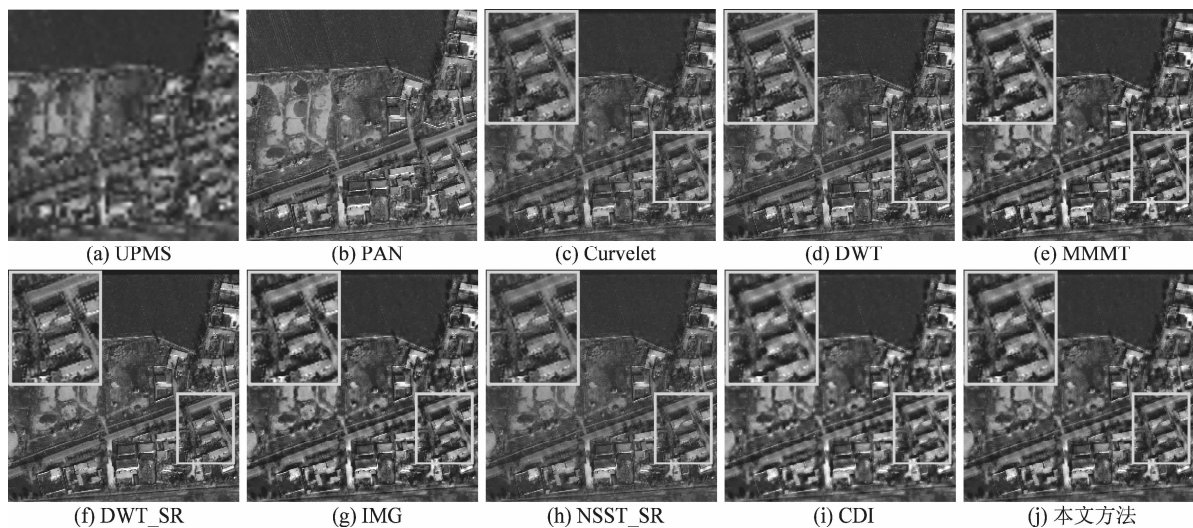 (a) UPMS
(b) PAN
(c) Curvelet
(d) DWT
(e) MMMT
(f) DWT_SR
(g) IMG
(h) NSST_SR
(i) CDI
(j) 本文方法